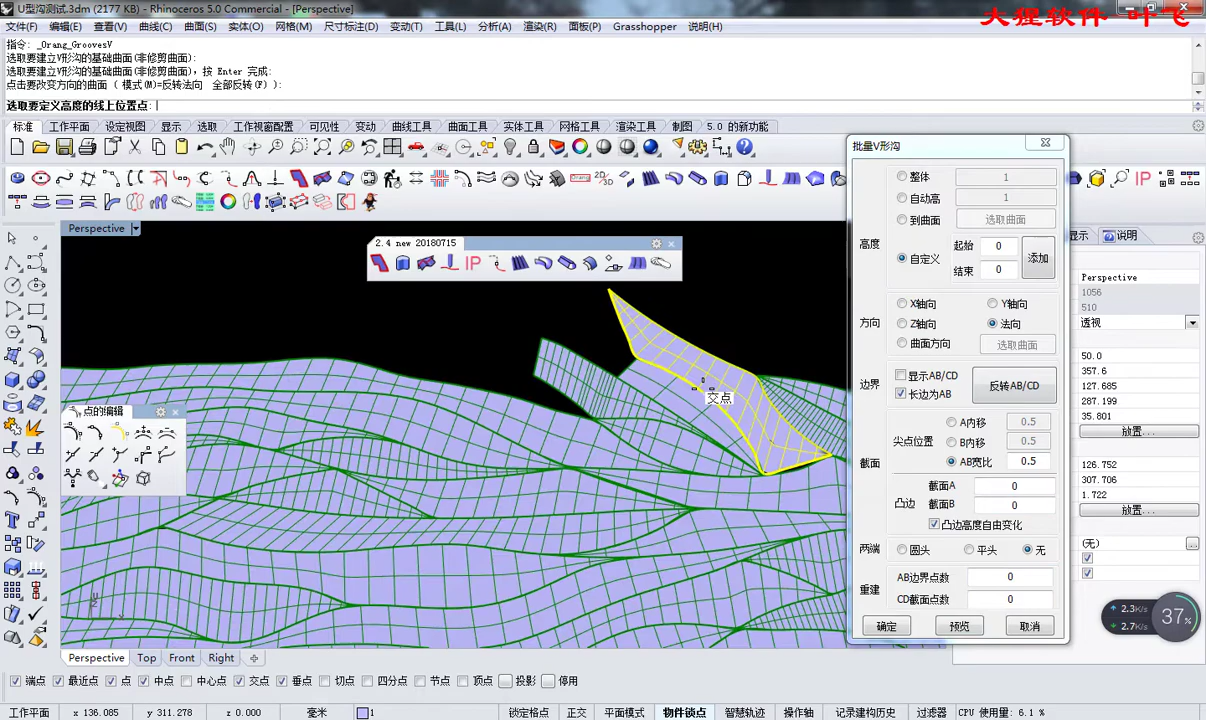 U型沟测试.3dm (2177 KB) - Rhinoceros 5.0 Commercial - [Perspective]
大猩软件-叶飞
文件(F) 编辑(E) 查看(V) 曲线(C) 曲面(S) 实体(O) 网格(M) 尺寸标注(D) 变动(T) 工具(L) 分析(A) 渲染(R) 面板(P) Grasshopper 说明(H)
指令: _Orang_GroovesV
选取要建立V形沟的基础曲面(非修剪曲面):
选取要建立V形沟的基础曲面(非修剪曲面), 按 Enter 完成:
点击要改变方向的曲面 ( 模式(M)=反转法向 全部反转(F) ):
选取要定义高度的线上位置点:
标准 工作平面 设定视图 显示 选取 工作视窗配置 可见性 变动 曲线工具 曲面工具 实体工具 网格工具 渲染工具 制图 5.0 的新功能
Perspective
2.4 new 20180715
IP
点的编辑
交点
批量V形沟
高度
整体 1
自动高 1
到曲面 选取曲面
自定义 起始 0 添加
结束 0
方向
X轴向 Y轴向
Z轴向 法向
曲面方向 选取曲面
边界
显示AB/CD 反转AB/CD
长边为AB
截面
尖点位置
A内移 0.5
B内移 0.5
AB宽比 0.5
凸边
截面A 0
截面B 0
凸边高度自由变化
两端 圆头 平头 无
重建
AB边界点数 0
CD截面点数 0
确定 预览 取消
IP
显示 说明
Perspective
1056
510
透视
50.0
357.6
127.685
287.199
35.801
放置...
126.752
307.706
1.722
放置...
(无) ...
2.3K/s
2.7K/s
37%
Perspective Top Front Right
端点 最近点 点 中点 中心点 交点 垂点 切点 四分点 节点 顶点 投影 停用
工作平面 x 136.085 y 311.278 z 0.000 毫米 1 锁定格点 正交 平面模式 物件锁点 智慧轨迹 操作轴 记录建构历史 过滤器 CPU 使用量: 6.1 %